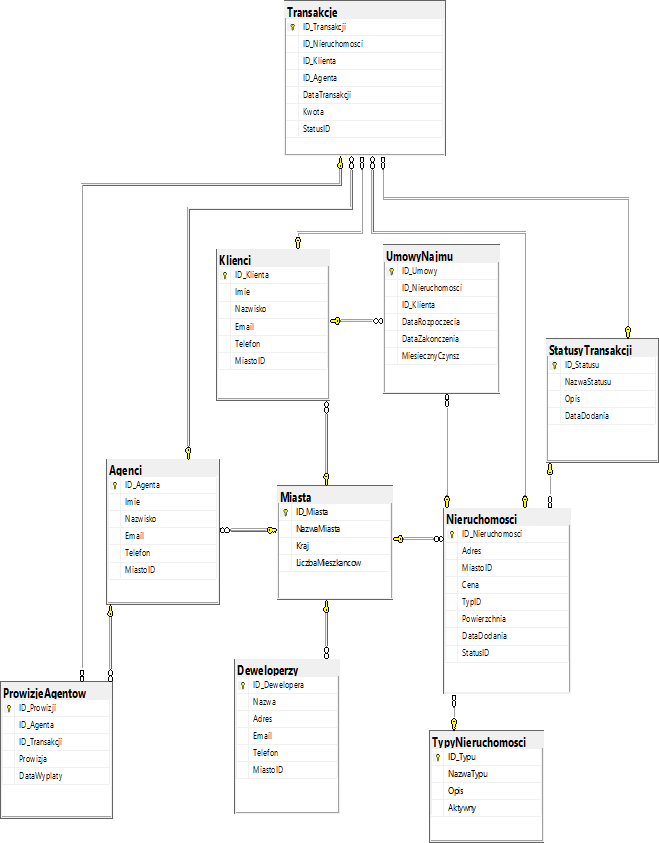 Transakcje
ID_Transakcji
ID_Nieruchomosci
ID_Klienta
ID_Agenta
DataTransakcji
Kwota
StatusID
Klienci
ID_Klienta
Imie
Nazwisko
Email
Telefon
MiastoID
UmowyNajmu
ID_Umowy
ID_Nieruchomosci
ID_Klienta
DataRozpoczecia
DataZakonczenia
MiesiecznyCzynsz
StatusyTransakcji
ID_Statusu
NazwaStatusu
Opis
DataDodania
Agenci
ID_Agenta
Imie
Nazwisko
Email
Telefon
MiastoID
Miasta
ID_Miasta
NazwaMiasta
Kraj
LiczbaMieszkancow
Nieruchomosci
ID_Nieruchomosci
Adres
MiastoID
Cena
TypID
Powierzchnia
DataDodania
StatusID
Deweloperzy
ID_Dewelopera
Nazwa
Adres
Email
Telefon
MiastoID
ProwizjeAgentow
ID_Prowizji
ID_Agenta
ID_Transakcji
Prowizja
DataWyplaty
TypyNieruchomosci
ID_Typu
NazwaTypu
Opis
Aktywny